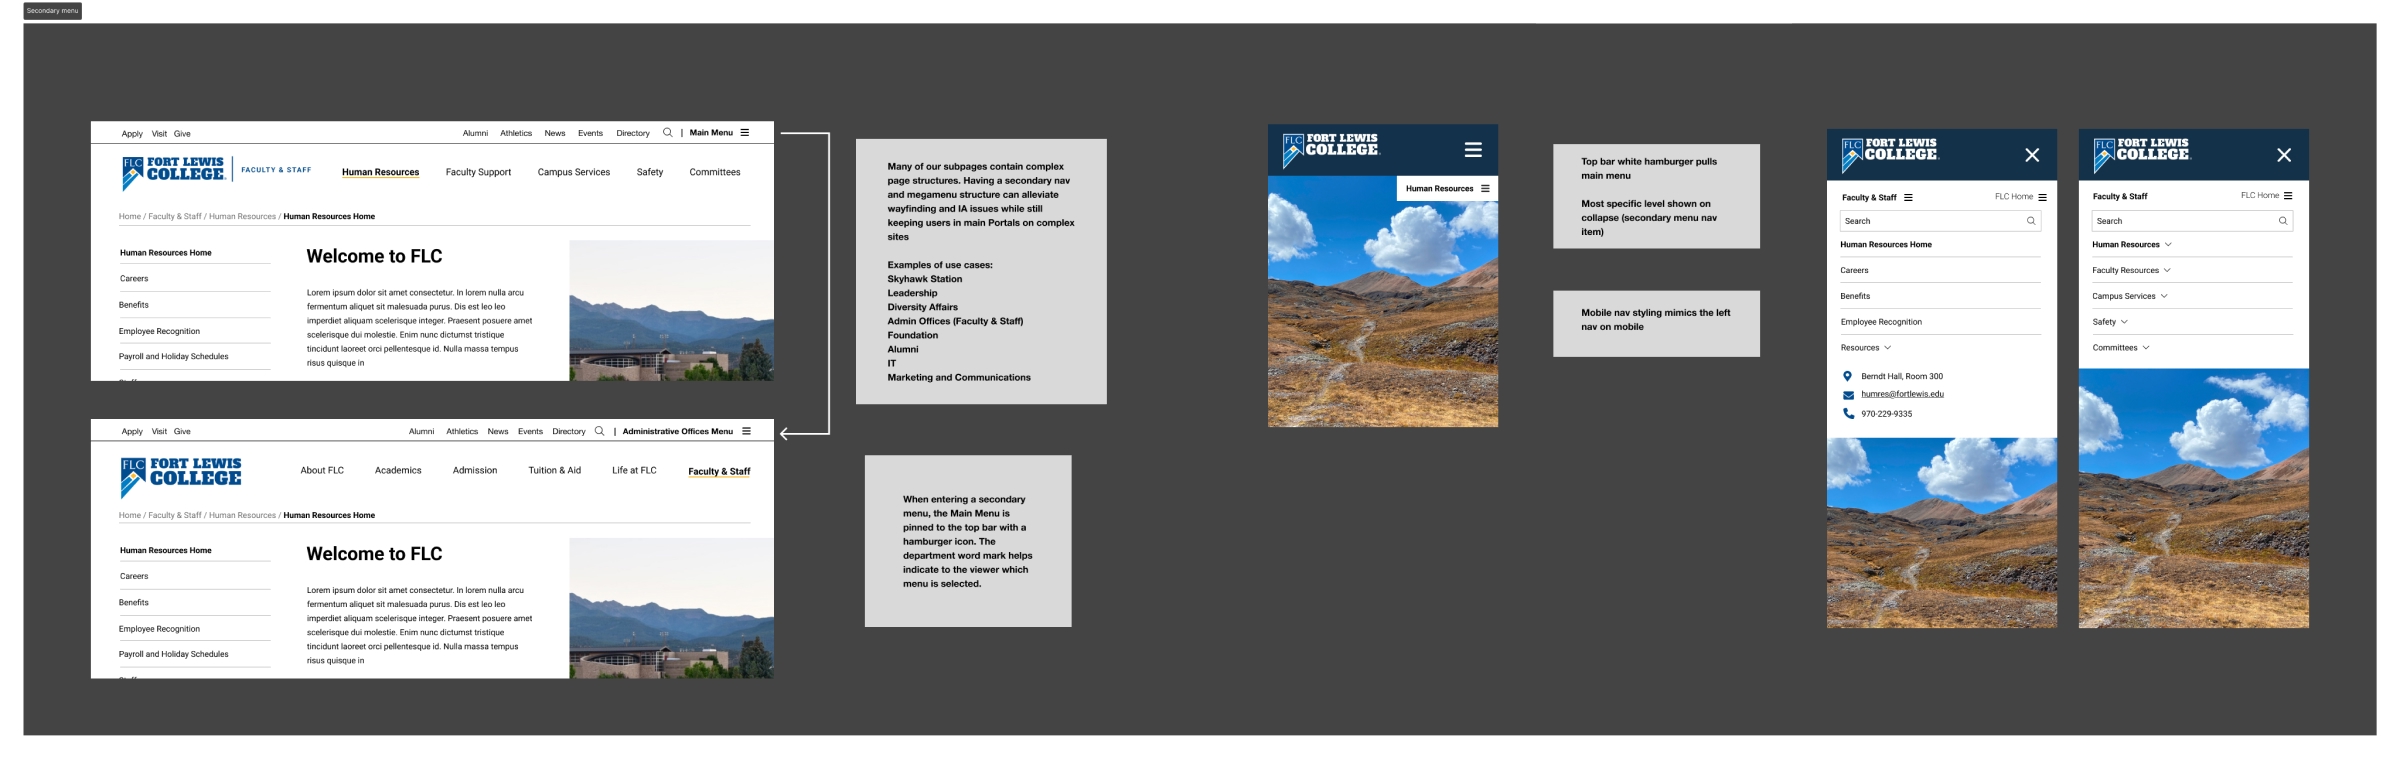 Secondary menu
Apply Visit Give Alumni Athletics News Events Directory | Main Menu
FLC FORT LEWIS COLLEGE | FACULTY & STAFF
Human Resources Faculty Support Campus Services Safety Committees
Home / Faculty & Staff / Human Resources / Human Resources Home
Human Resources Home
Careers
Benefits
Employee Recognition
Payroll and Holiday Schedules
Welcome to FLC
Lorem ipsum dolor sit amet consectetur. In lorem nulla arcu
fermentum aliquet sit malesuada purus. Dis est leo leo
imperdiet aliquam scelerisque integer. Praesent posuere amet
scelerisque dui molestie. Enim nunc dictumst tristique
tincidunt laoreet orci pellentesque id. Nulla massa tempus
risus quisque in
Apply Visit Give Alumni Athletics News Events Directory | Administrative Offices Menu
FLC FORT LEWIS COLLEGE
About FLC Academics Admission Tuition & Aid Life at FLC Faculty & Staff
Home / Faculty & Staff / Human Resources / Human Resources Home
Human Resources Home
Careers
Benefits
Employee Recognition
Payroll and Holiday Schedules
Welcome to FLC
Lorem ipsum dolor sit amet consectetur. In lorem nulla arcu
fermentum aliquet sit malesuada purus. Dis est leo leo
imperdiet aliquam scelerisque integer. Praesent posuere amet
scelerisque dui molestie. Enim nunc dictumst tristique
tincidunt laoreet orci pellentesque id. Nulla massa tempus
risus quisque in
Many of our subpages contain complex
page structures. Having a secondary nav
and megamenu structure can alleviate
wayfinding and IA issues while still
keeping users in main Portals on complex
sites
Examples of use cases:
Skyhawk Station
Leadership
Diversity Affairs
Admin Offices (Faculty & Staff)
Foundation
Alumni
IT
Marketing and Communications
When entering a secondary
menu, the Main Menu is
pinned to the top bar with a
hamburger icon. The
department word mark helps
indicate to the viewer which
menu is selected.
FLC FORT LEWIS COLLEGE
Human Resources
Top bar white hamburger pulls
main menu
Most specific level shown on
collapse (secondary menu nav
item)
Mobile nav styling mimics the left
nav on mobile
FLC FORT LEWIS COLLEGE
Faculty & Staff FLC Home
Search
Human Resources Home
Careers
Benefits
Employee Recognition
Resources
Berndt Hall, Room 300
humres@fortlewis.edu
970-229-9335
FLC FORT LEWIS COLLEGE
Faculty & Staff FLC Home
Search
Human Resources
Faculty Resources
Campus Services
Safety
Committees